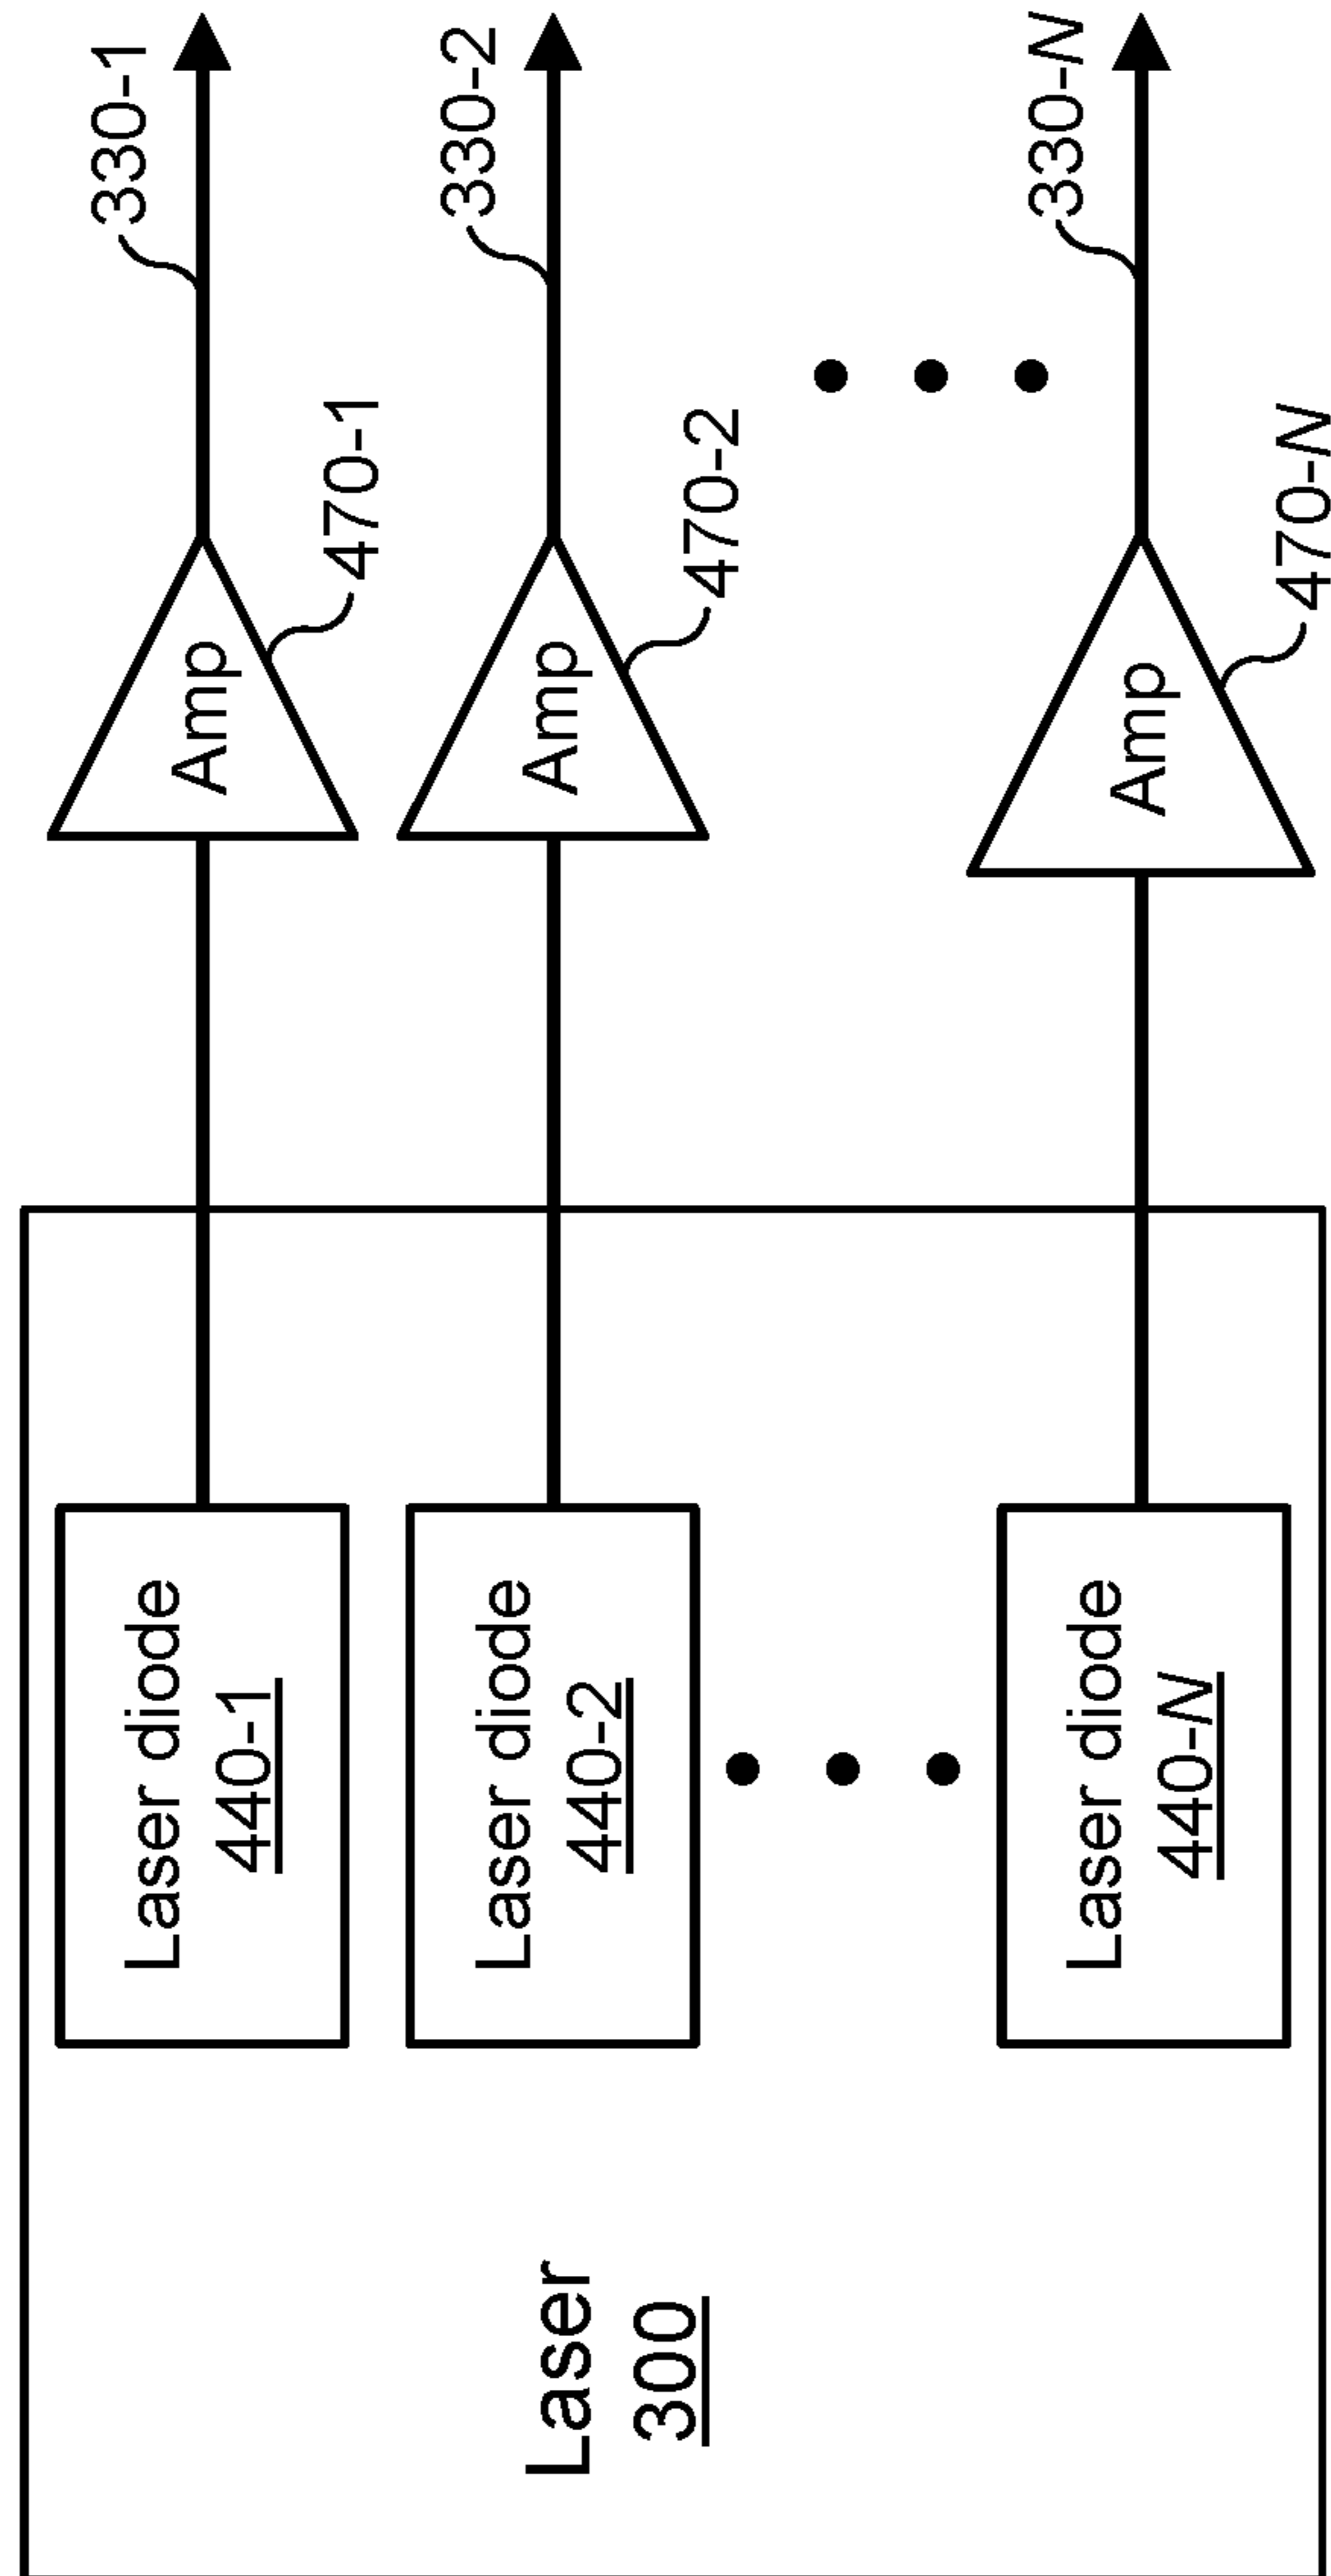 Laser
300
Laser diode
440-1
Laser diode
440-2
Laser diode
440-N
Amp
470-1
330-1
Amp
470-2
330-2
Amp
470-N
330-N